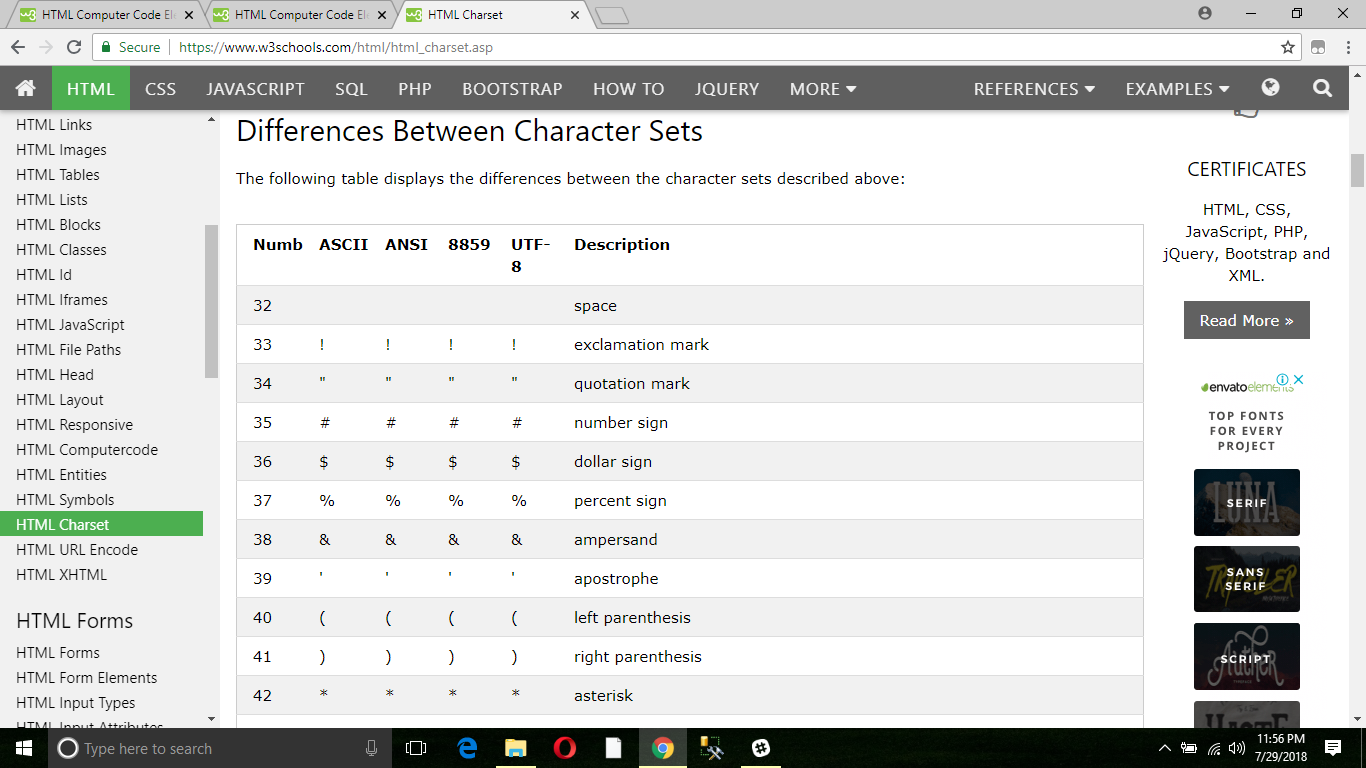 HTML Computer Code El
HTML Computer Code El
HTML Charset
Secure
https://www.w3schools.com/html/html_charset.asp
HTML
CSS
JAVASCRIPT
SQL
PHP
BOOTSTRAP
HOW TO
JQUERY
MORE
REFERENCES
EXAMPLES
HTML Links
HTML Images
HTML Tables
HTML Lists
HTML Blocks
HTML Classes
HTML Id
HTML Iframes
HTML JavaScript
HTML File Paths
HTML Head
HTML Layout
HTML Responsive
HTML Computercode
HTML Entities
HTML Symbols
HTML Charset
HTML URL Encode
HTML XHTML
HTML Forms
HTML Forms
HTML Form Elements
HTML Input Types
HTML Input Attributes
Differences Between Character Sets
The following table displays the differences between the character sets described above:
Numb ASCII ANSI 8859 UTF-8 Description
32 space
33 ! ! ! ! exclamation mark
34 " " " " quotation mark
35 # # # # number sign
36 $ $ $ $ dollar sign
37 % % % % percent sign
38 & & & & ampersand
39 ' ' ' ' apostrophe
40 ( ( ( ( left parenthesis
41 ) ) ) ) right parenthesis
42 * * * * asterisk
CERTIFICATES
HTML, CSS,
JavaScript, PHP,
jQuery, Bootstrap and
XML.
Read More »
envatoelements
TOP FONTS
FOR EVERY
PROJECT
LUNA
SERIF
TRAVELER
SANS
SERIF
Author
SCRIPT
Type here to search
11:56 PM
7/29/2018